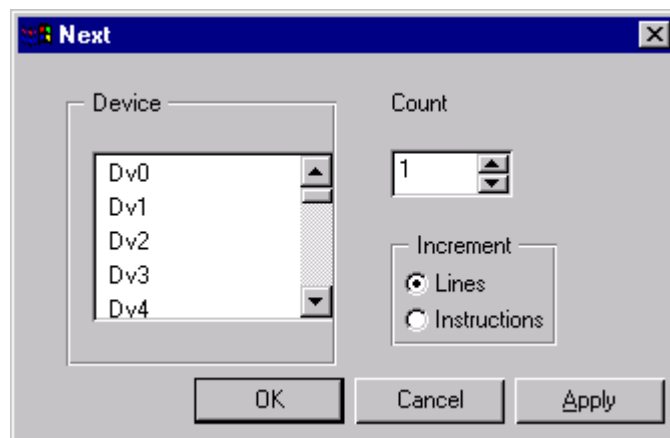 Next
Device
Dv0
Dv1
Dv2
Dv3
Dv4
Count
1
Increment
Lines
Instructions
OK
Cancel
Apply